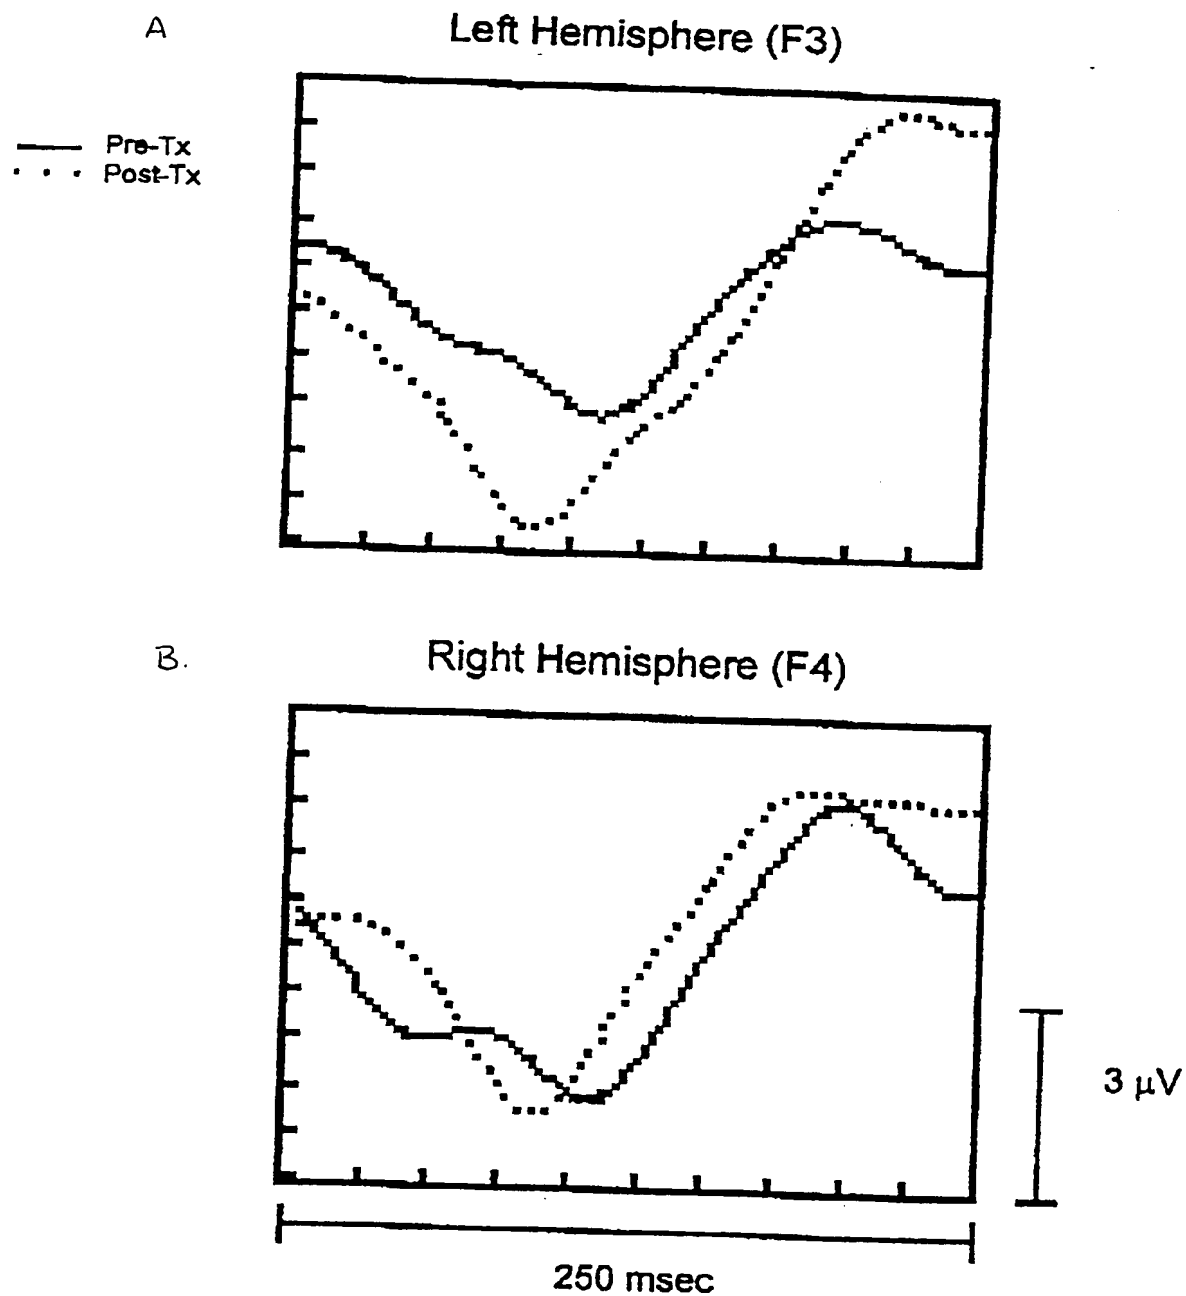 A
Left Hemisphere (F3)
Pre-Tx
Post-Tx
B.
Right Hemisphere (F4)
3 μV
250 msec